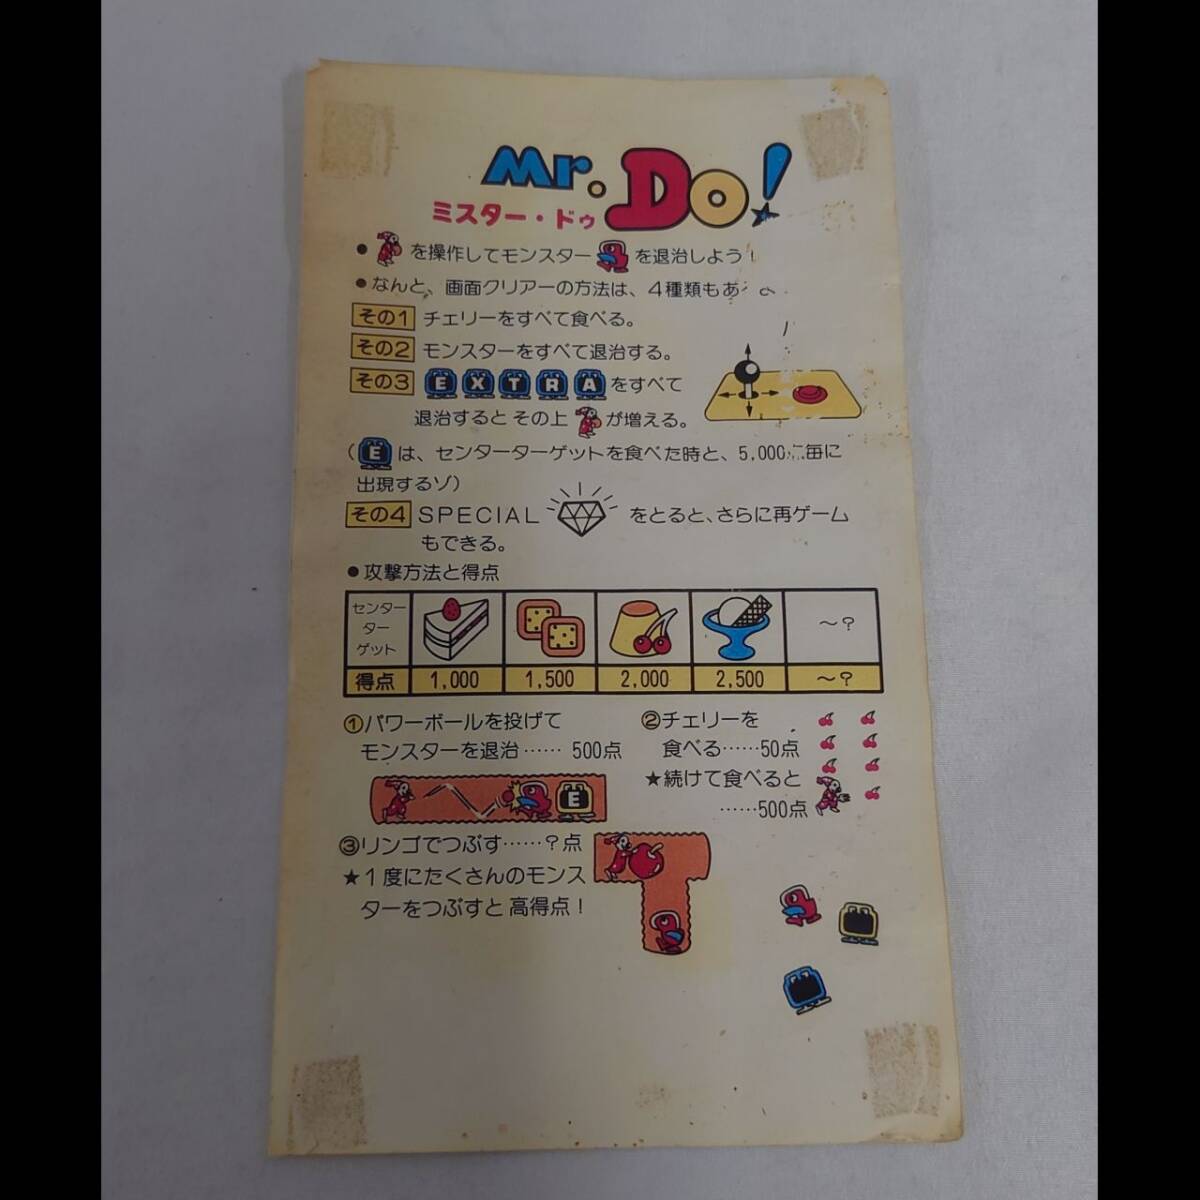 Mr. Do!
ミスター・ドゥ
● を操作してモンスター を退治しよう!
● なんと、画面クリアーの方法は、4種類もあ
その1 チェリーをすべて食べる。
その2 モンスターをすべて退治する。
その3 EXTRAをすべて
退治すると その上 が増える。
(Eは、センターターゲットを食べた時と、5,000点毎に
出現するゾ)
その4 SPECIAL をとると、さらに再ゲーム
もできる。
● 攻撃方法と得点
センター
ター
ゲット
〜?
得点 1,000 1,500 2,000 2,500 〜?
①パワーボールを投げて
モンスターを退治…… 500点
E
②チェリーを
食べる……50点
★続けて食べると
……500点
③リンゴでつぶす……?点
★1度にたくさんのモンス
ターをつぶすと 高得点!